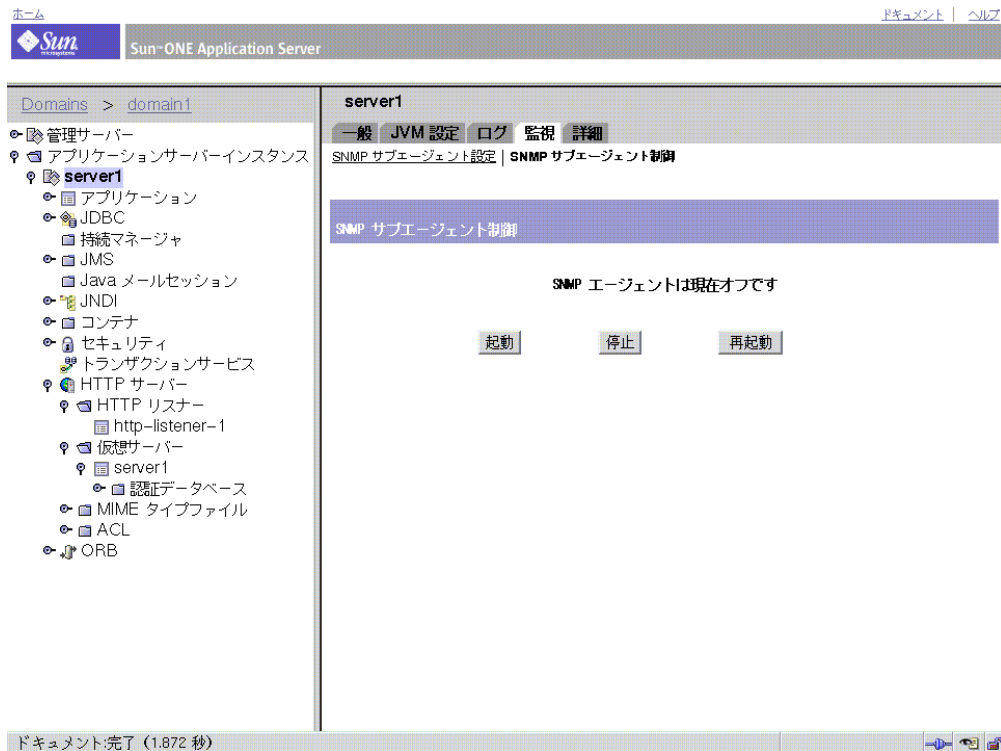 ホーム
ドキュメント | ヘルプ
Sun
microsystems
Sun™ONE Application Server
Domains > domain1
管理サーバー
アプリケーションサーバーインスタンス
server1
アプリケーション
JDBC
持続マネージャ
JMS
Java メールセッション
JNDI
コンテナ
セキュリティ
トランザクションサービス
HTTP サーバー
HTTP リスナー
http-listener-1
仮想サーバー
server1
認証データベース
MIME タイプファイル
ACL
ORB
server1
一般 JVM 設定 ログ 監視 詳細
SNMP サブエージェント設定 | SNMP サブエージェント制御
SNMP サブエージェント制御
SNMP エージェントは現在オフです
起動 停止 再起動
ドキュメント:完了 (1.872 秒)